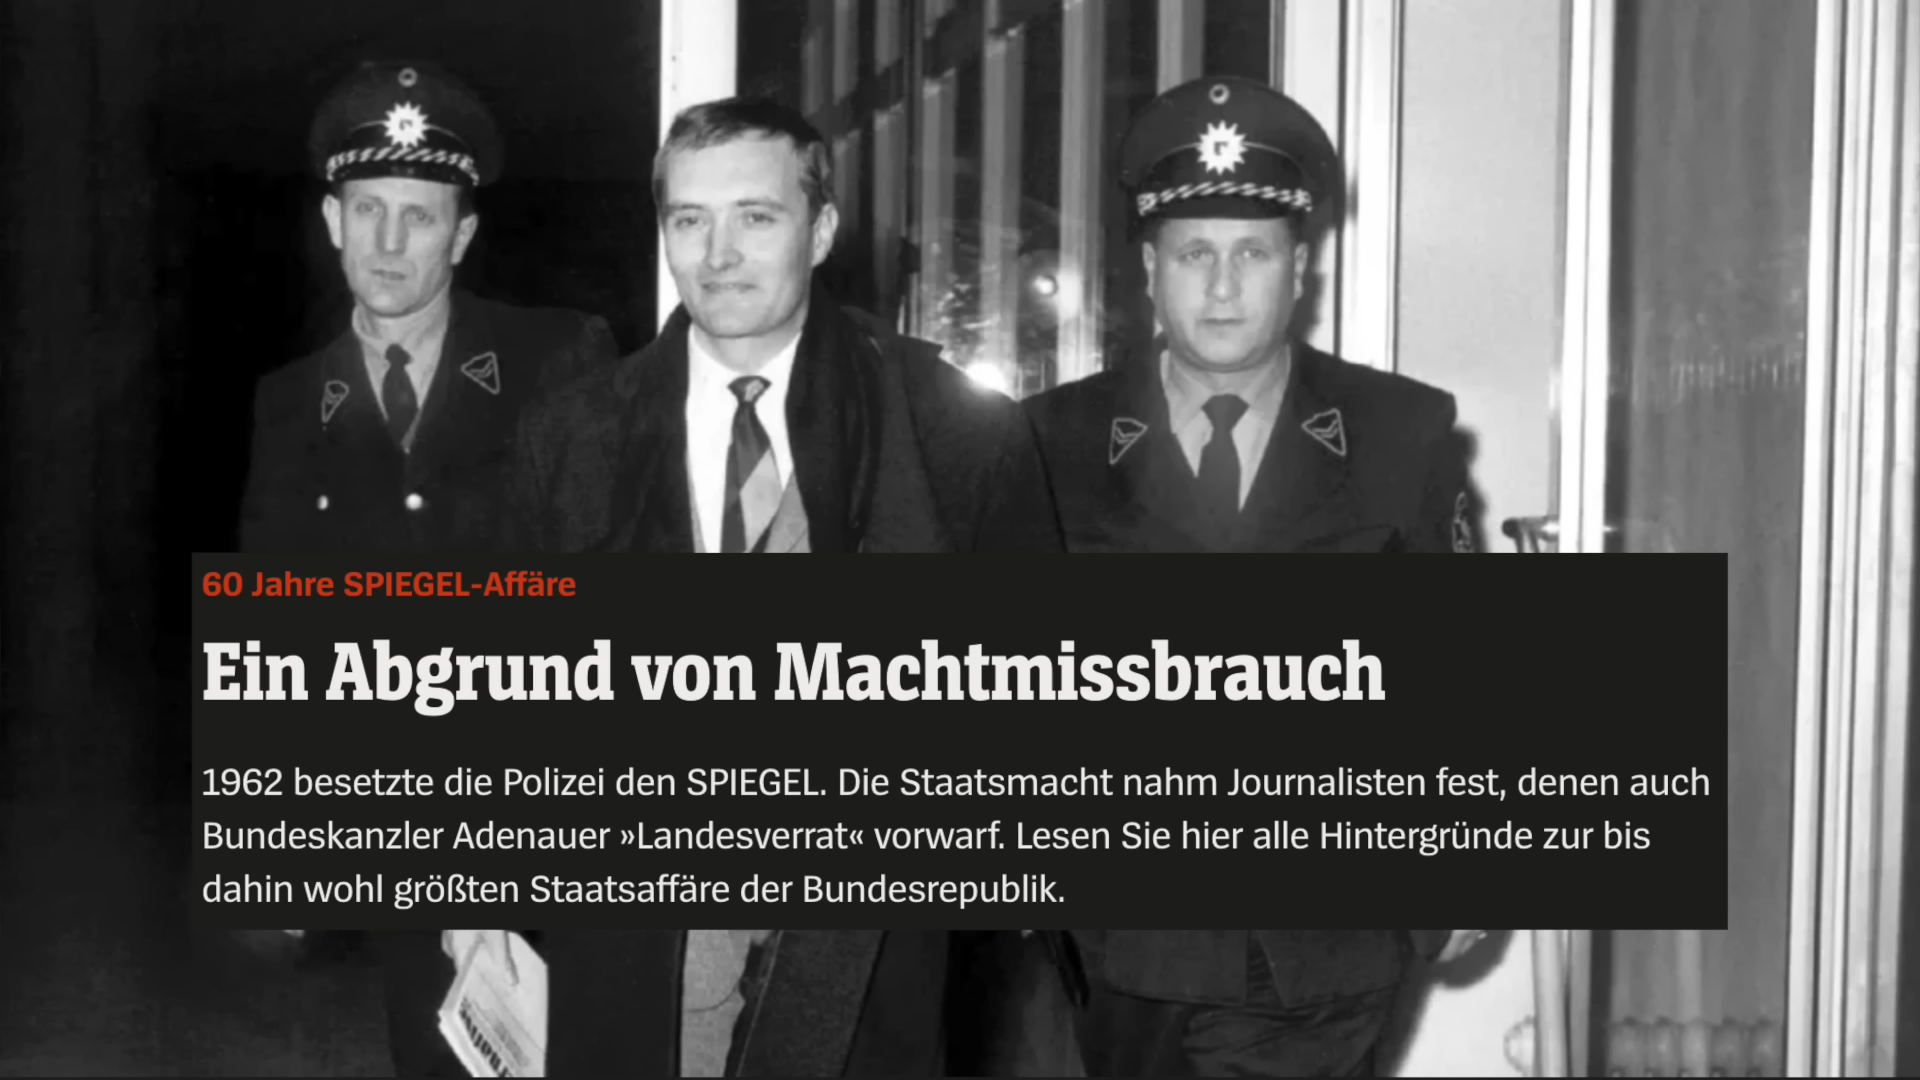 60 Jahre SPIEGEL-Affäre
Ein Abgrund von Machtmissbrauch
1962 besetzte die Polizei den SPIEGEL. Die Staatsmacht nahm Journalisten fest, denen auch
Bundeskanzler Adenauer »Landesverrat« vorwarf. Lesen Sie hier alle Hintergründe zur bis
dahin wohl größten Staatsaffäre der Bundesrepublik.